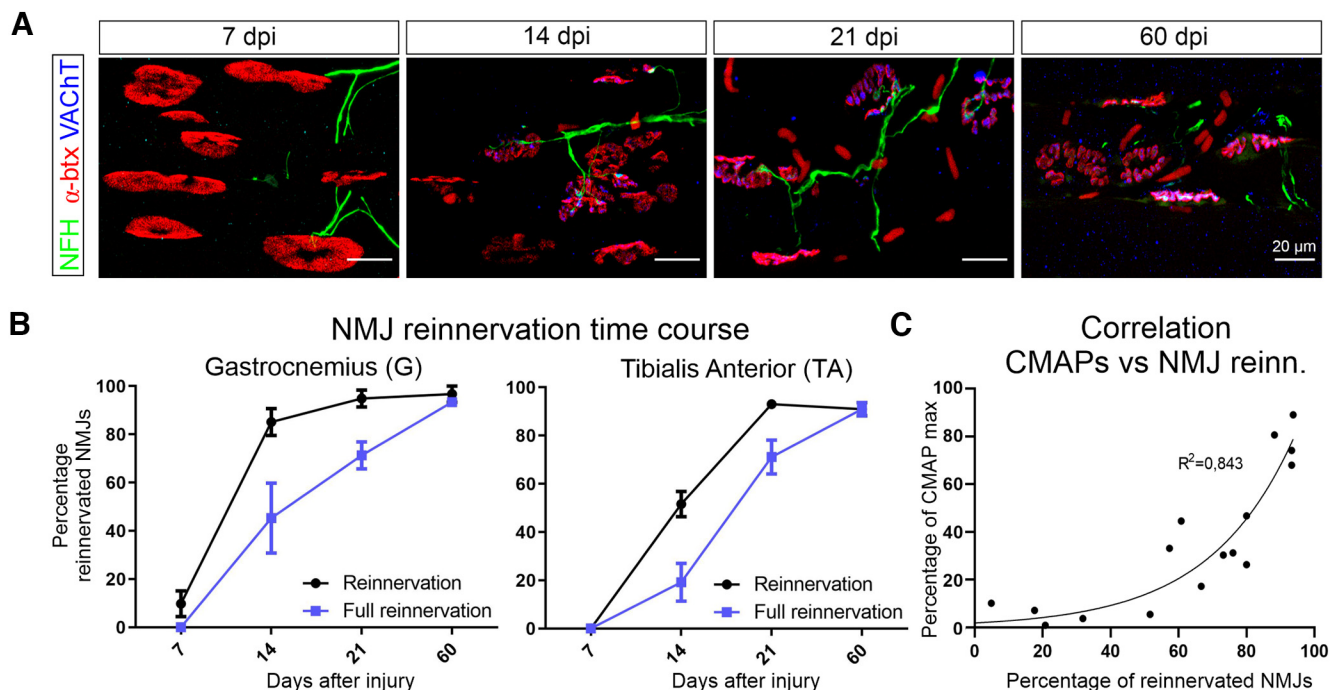 A
7 dpi
14 dpi
21 dpi
60 dpi
NFH α-btx VAChT
20 µm
B
NMJ reinnervation time course
Gastrocnemius (G)
Percentage
reinnervated NMJs
100
80
60
40
20
0
Reinnervation
Full reinnervation
7
14
21
60
Days after injury
Tibialis Anterior (TA)
100
80
60
40
20
0
Reinnervation
Full reinnervation
7
14
21
60
Days after injury
C
Correlation
CMAPs vs NMJ reinn.
Percentage of CMAP max
100
80
60
40
20
0
R²=0,843
0
20
40
60
80
100
Percentage of reinnervated NMJs